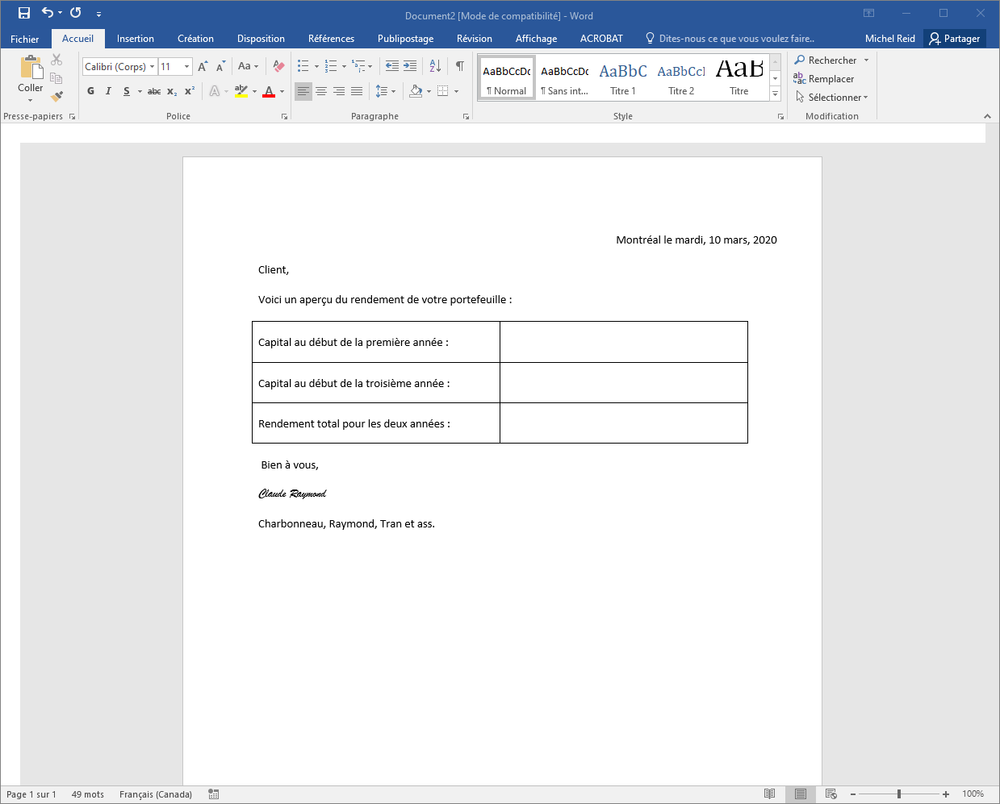 Document2 [Mode de compatibilité] - Word
Fichier Accueil Insertion Création Disposition Références Publipostage Révision Affichage ACROBAT Dites-nous ce que vous voulez faire.. Michel Reid Partager
Coller
Presse-papiers
Calibri (Corps) 11 A A Aa
G I S abc x₂ x² A ab A
Police
Paragraphe
AaBbCcDc AaBbCcDc AaBbC AaBbCcI AaB
¶ Normal ¶ Sans int... Titre 1 Titre 2 Titre
Style
Rechercher
Remplacer
Sélectionner
Modification
Montréal le mardi, 10 mars, 2020
Client,
Voici un aperçu du rendement de votre portefeuille :
Capital au début de la première année :
Capital au début de la troisième année :
Rendement total pour les deux années :
Bien à vous,
Claude Raymond
Charbonneau, Raymond, Tran et ass.
Page 1 sur 1 49 mots Français (Canada) 100%